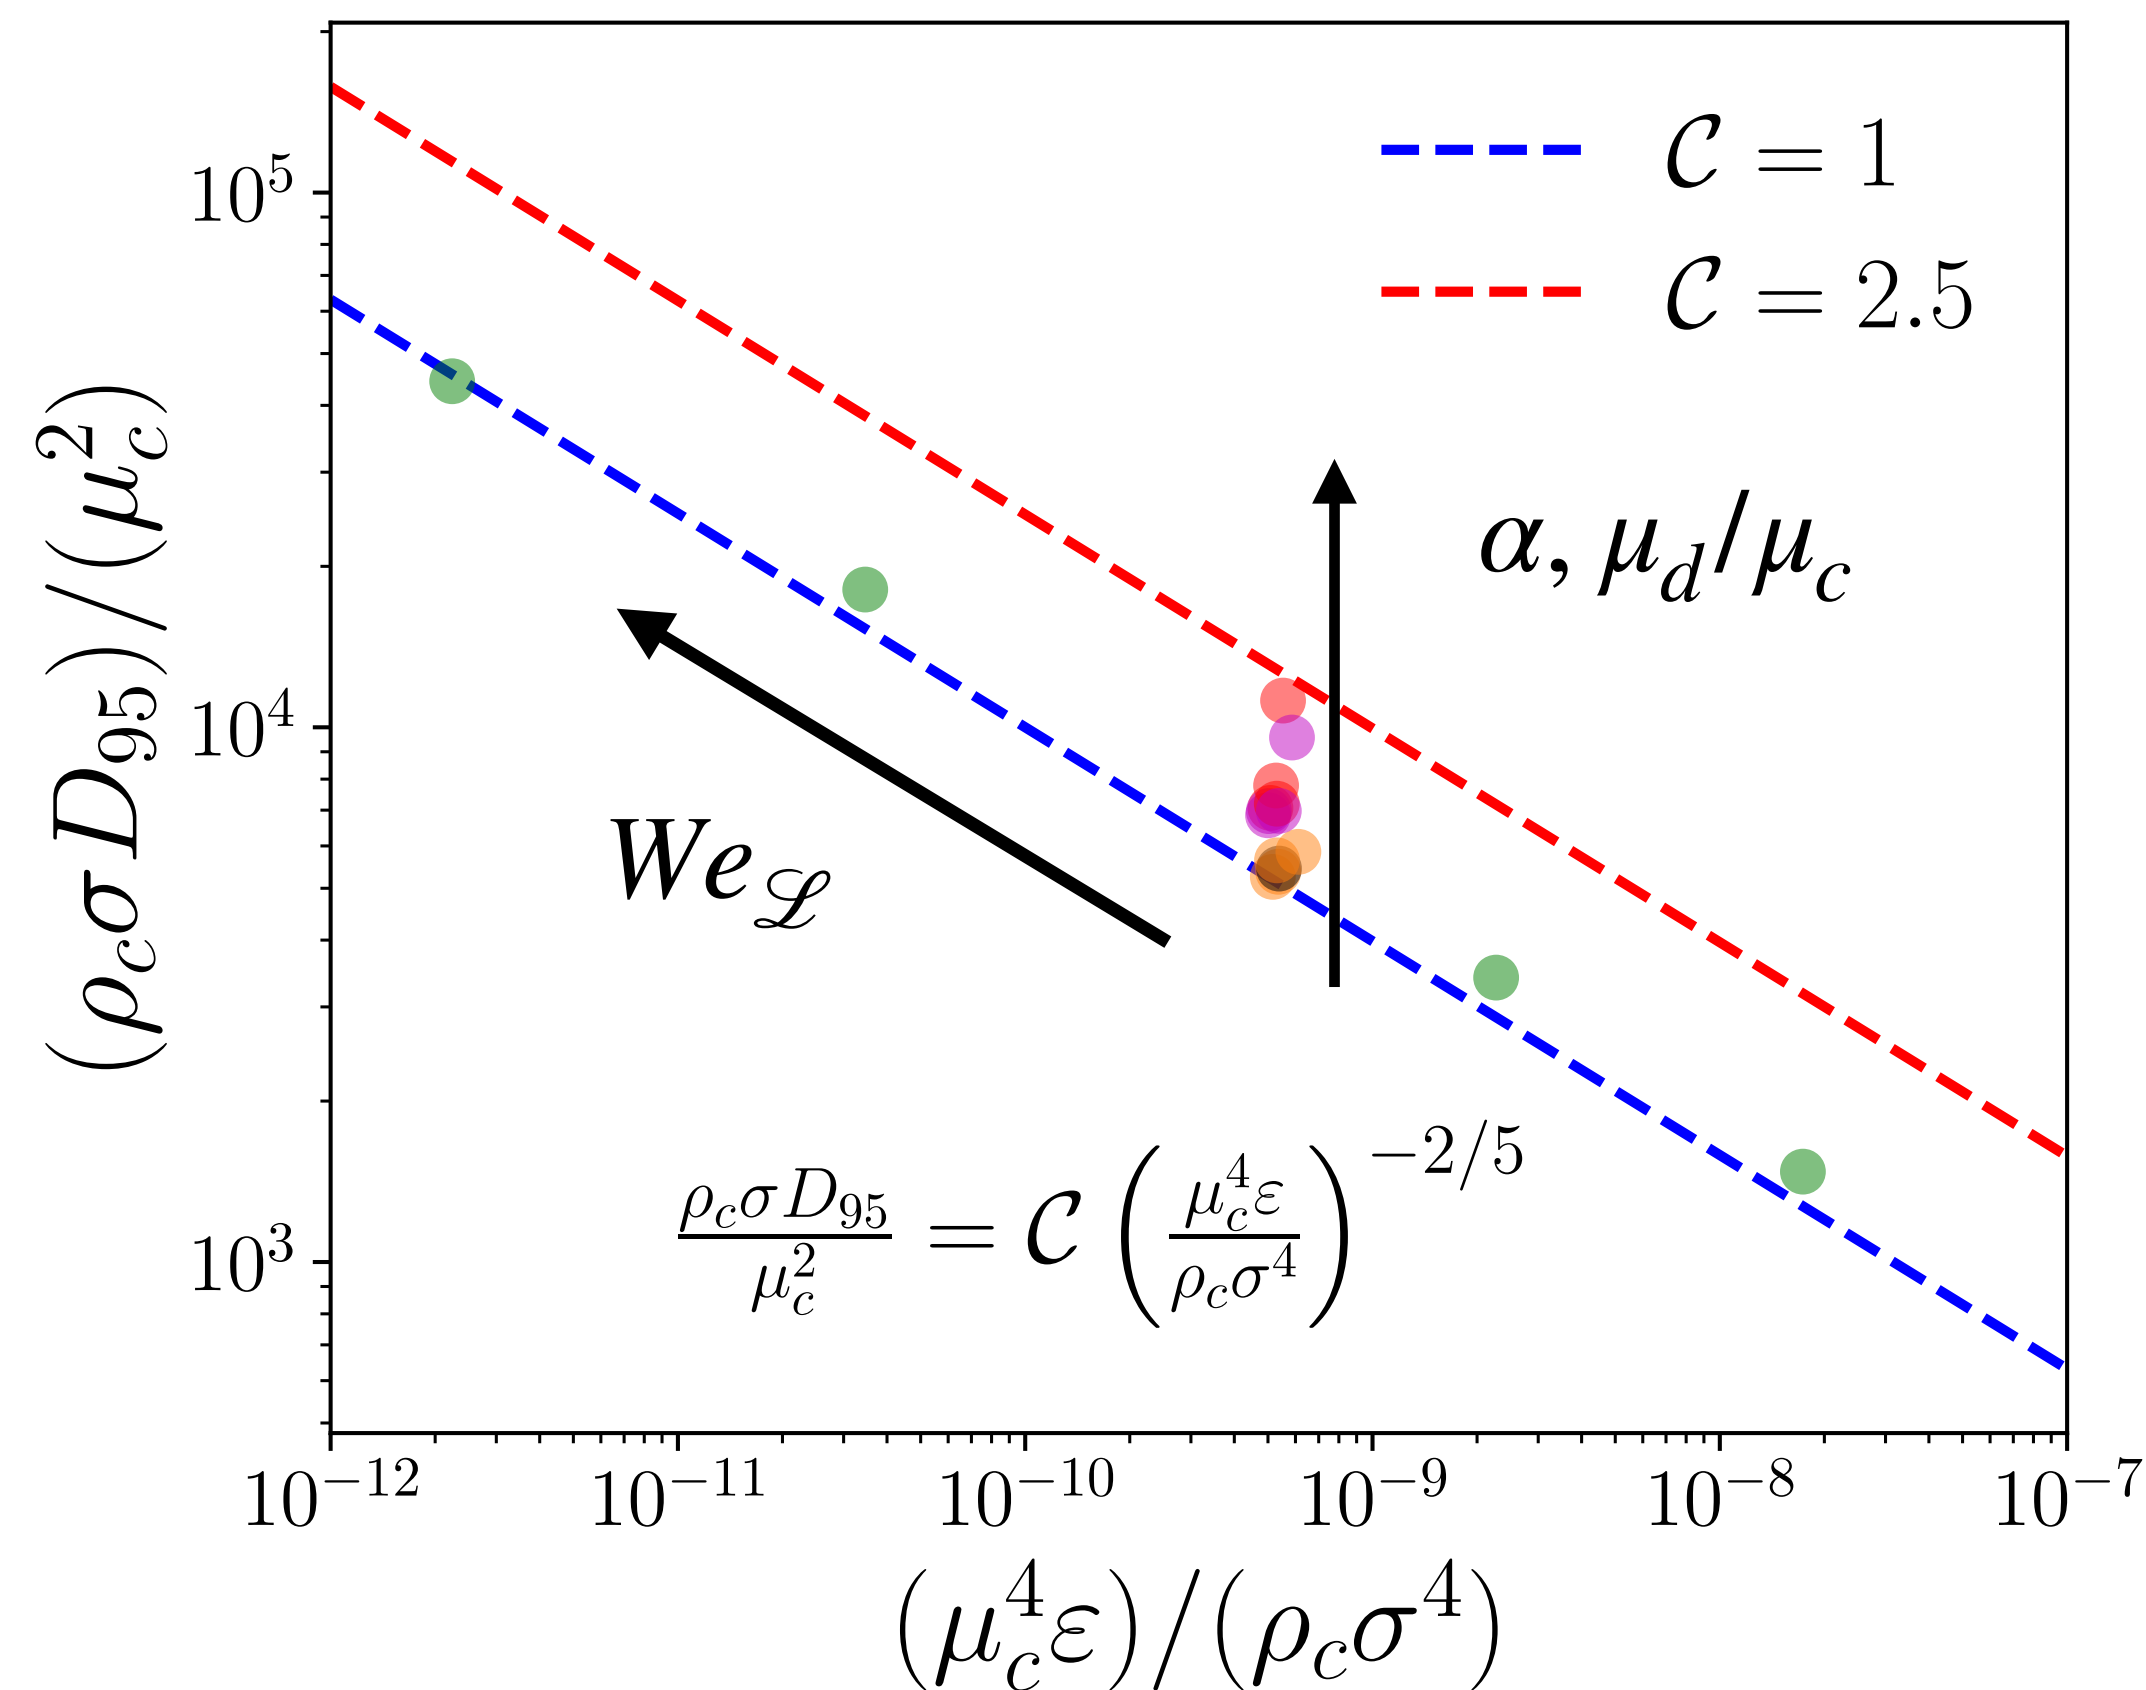 (ρ_cσD_95)/(μ_c^2)
10^5
10^4
10^3
𝒞 = 1
𝒞 = 2.5
α, μ_d/μ_c
We_ℒ
ρ_cσD_95/μ_c^2 = 𝒞 (μ_c^4ε/ρ_cσ^4)^−2/5
10^−12 10^−11 10^−10 10^−9 10^−8 10^−7
(μ_c^4ε)/(ρ_cσ^4)